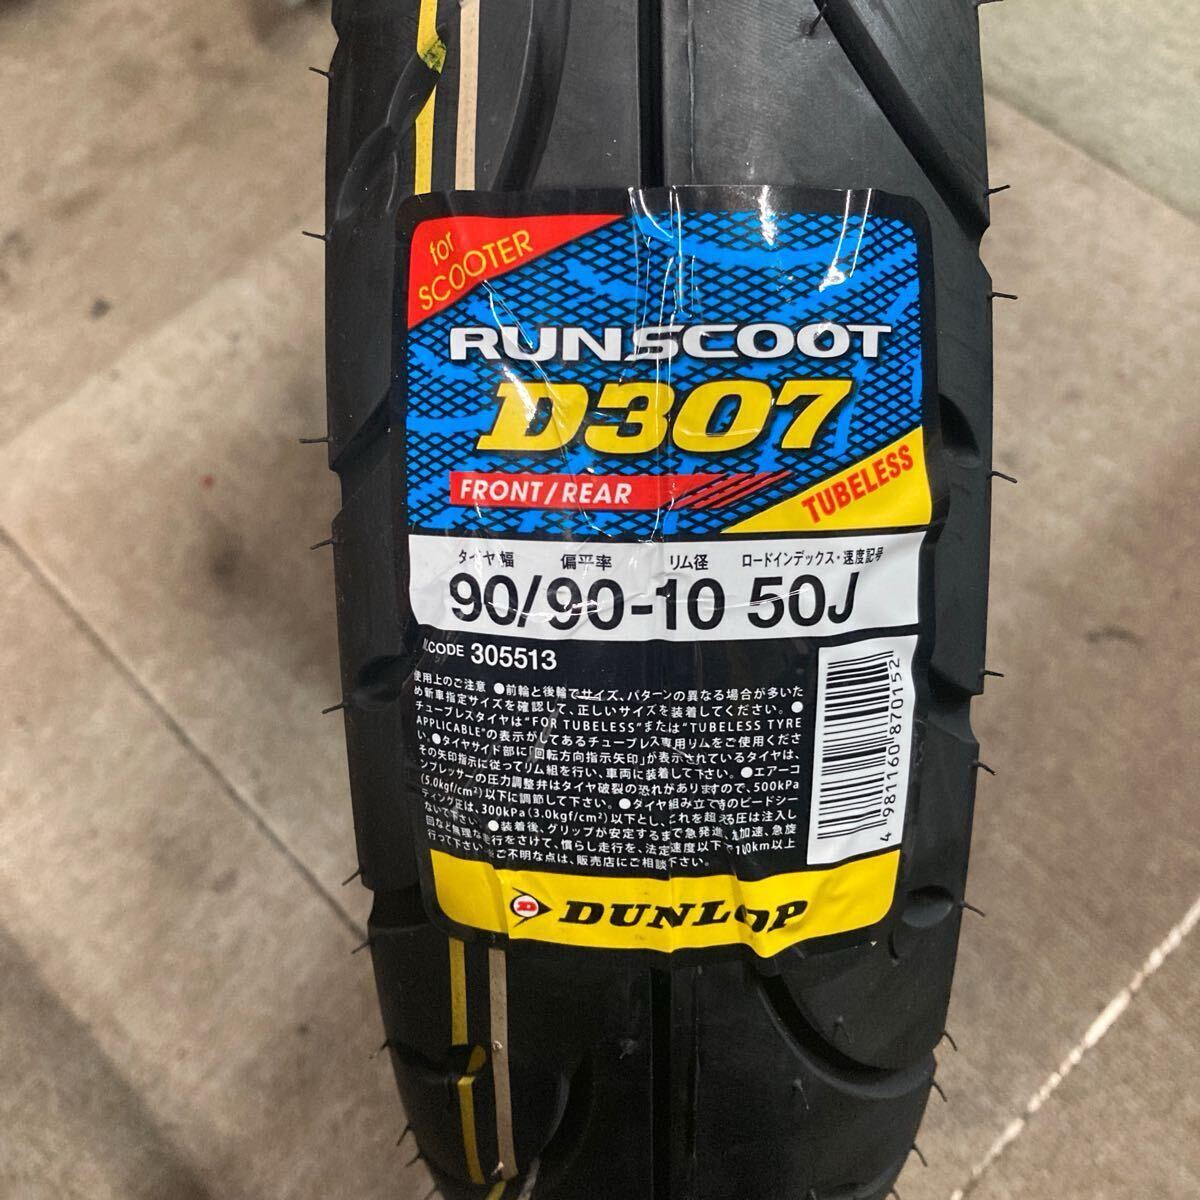 for
SCOOTER
RUNSCOOT
D307
FRONT/REAR
TUBELESS
タイヤ幅 偏平率 リム径 ロードインデックス・速度記号
90/90-10 50J
CODE 305513
使用上のご注意 ●前輪と後輪でサイズ、パターンの異なる場合が多いた
め新車指定サイズを確認して、正しいサイズを装着してください。●
チューブレスタイヤは"FOR TUBELESS"または"TUBELESS TYRE
APPLICABLE"の表示がしてあるチューブレス専用リムをご使用くださ
い。●タイヤサイド部に「回転方向指示矢印」が表示されているタイヤは、
その矢印指示に従ってリム組を行い、車両に装着して下さい。●エアーコ
ンプレッサーの圧力調整弁はタイヤ破裂の恐れがありますので、500kPa
(5.0kgf/cm²)以下に調節して下さい。●タイヤ組み立て時のビードシー
ティング圧は、300kPa(3.0kgf/cm²)以下とし、これを超える圧は注入し
ないで下さい。●装着後、グリップが安定するまで急発進、急加速、急旋
回など無理な走行をさけて、慣らし走行を、法定速度以下で100km以上
行って下さい。ご不明な点は、販売店にご相談下さい。
4 981160 870152
D DUNLOP